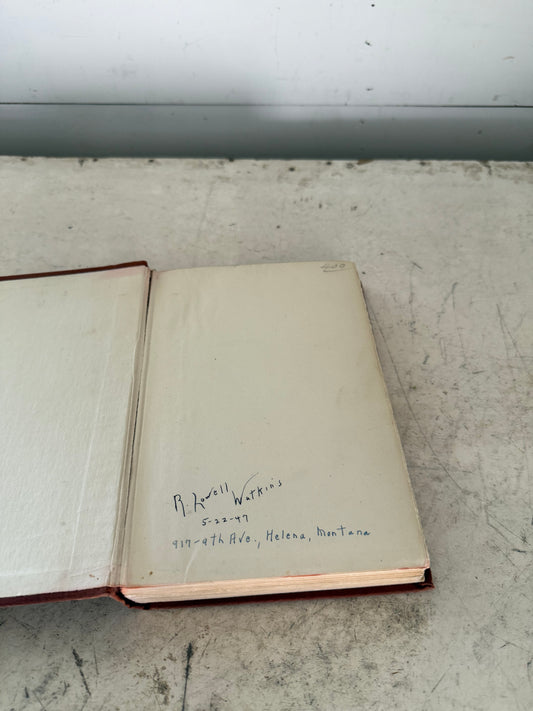 R. Lowell Watkins
5-22-47
917-9th Ave., Helena, Montana